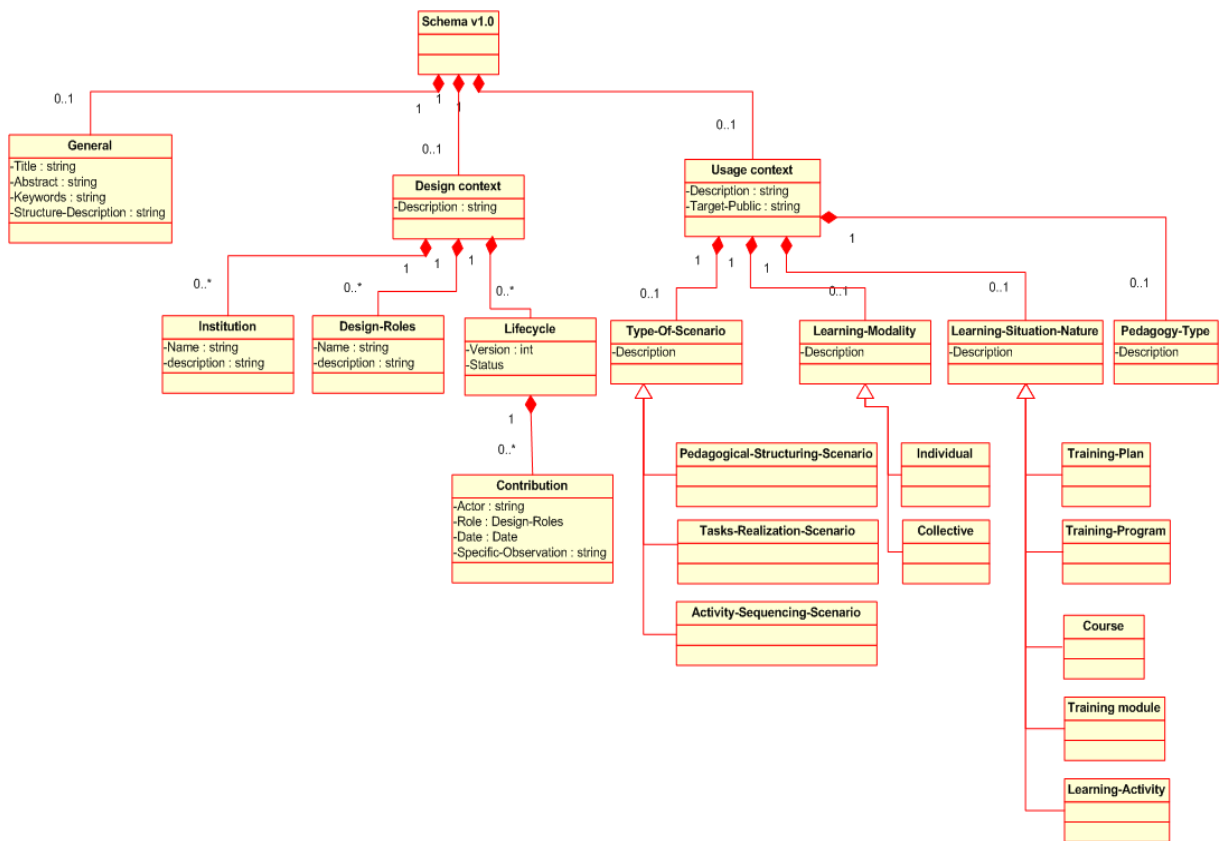 Schema v1.0
0..1
1
1
1
0..1
0..1
General
-Title : string
-Abstract : string
-Keywords : string
-Structure-Description : string
Design context
-Description : string
Usage context
-Description : string
-Target-Public : string
1
1
1
0..*
0..*
0..*
1
1
1
1
0..1
0..1
0..1
0..1
Institution
-Name : string
-description : string
Design-Roles
-Name : string
-description : string
Lifecycle
-Version : int
-Status
Type-Of-Scenario
-Description
Learning-Modality
-Description
Learning-Situation-Nature
-Description
Pedagogy-Type
-Description
1
0..*
Contribution
-Actor : string
-Role : Design-Roles
-Date : Date
-Specific-Observation : string
Pedagogical-Structuring-Scenario
Individual
Training-Plan
Tasks-Realization-Scenario
Collective
Training-Program
Activity-Sequencing-Scenario
Course
Training module
Learning-Activity